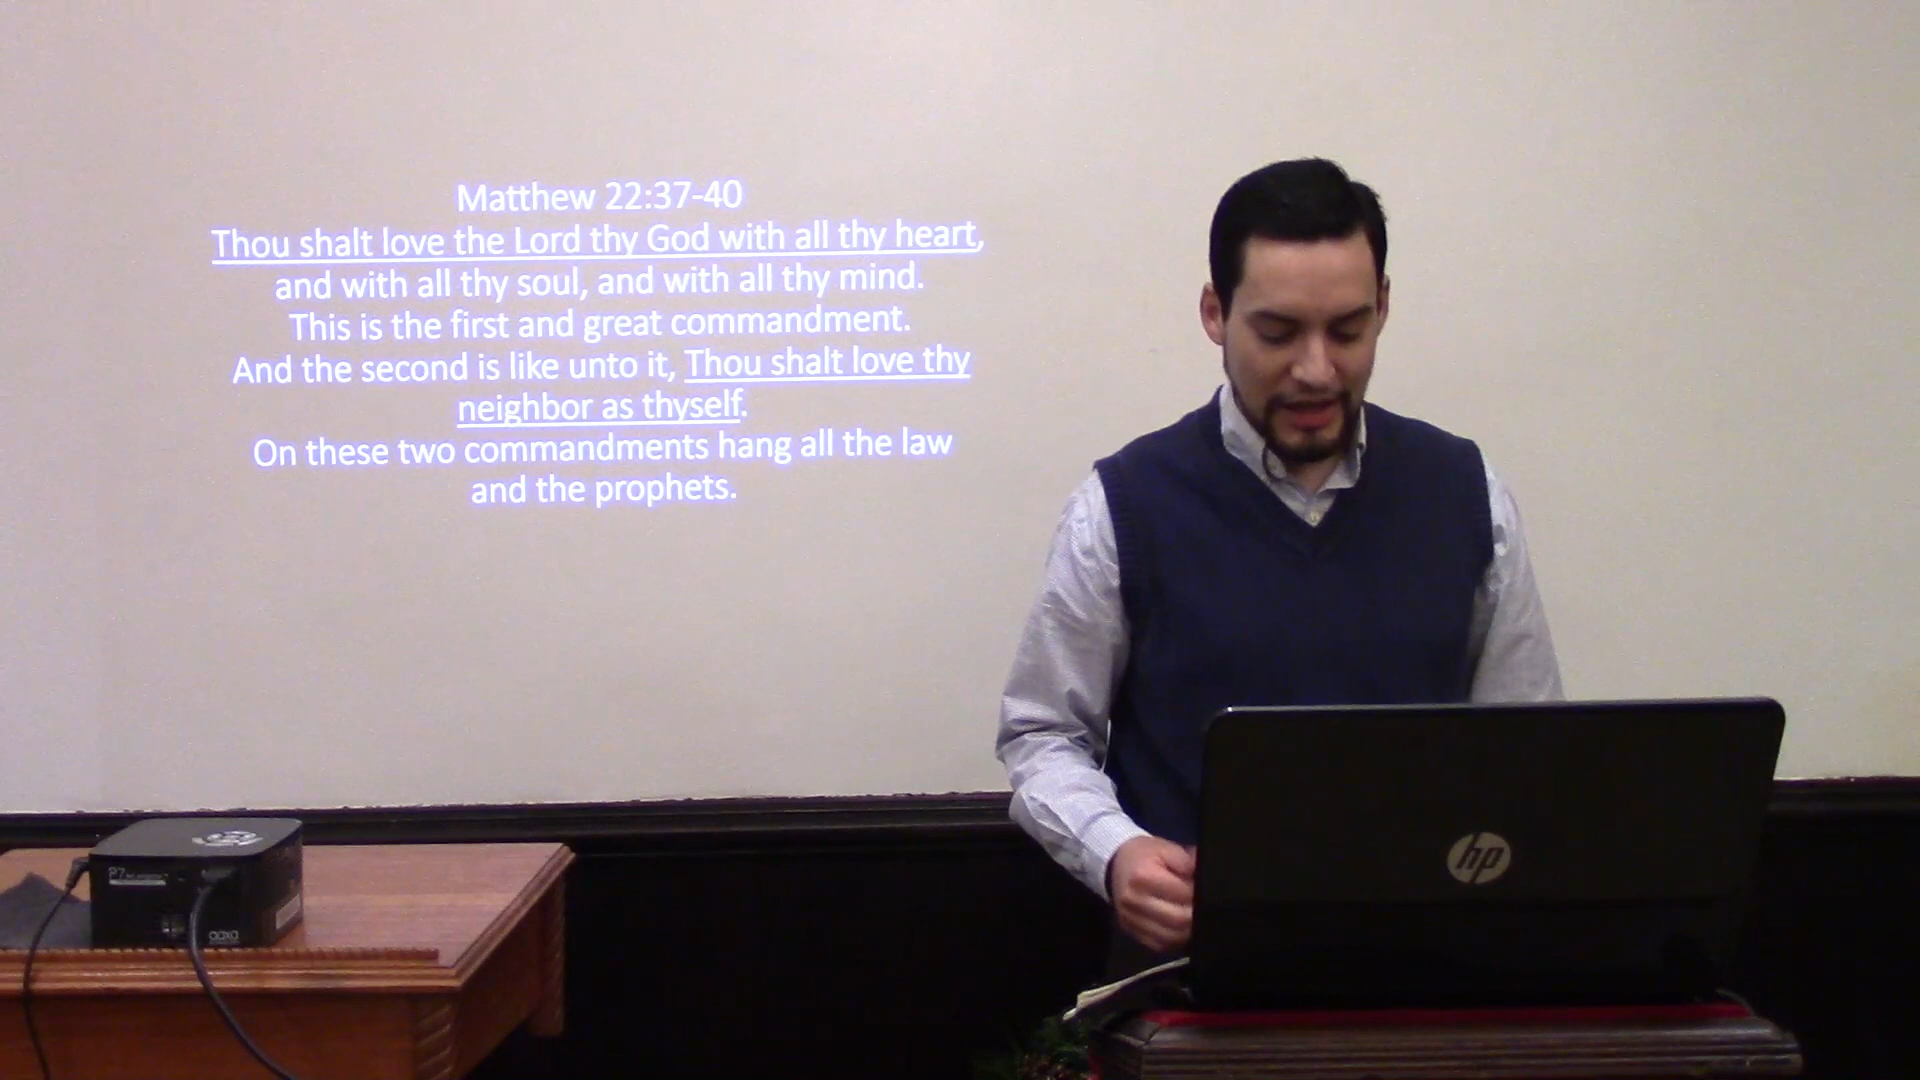 Matthew 22:37-40
Thou shalt love the Lord thy God with all thy heart,
and with all thy soul, and with all thy mind.
This is the first and great commandment.
And the second is like unto it, Thou shalt love thy
neighbor as thyself.
On these two commandments hang all the law
and the prophets.
hp
P7
aaxa